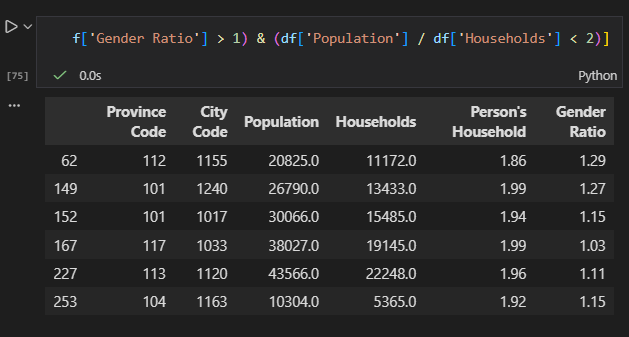 f['Gender Ratio'] > 1) & (df['Population'] / df['Households'] < 2)]
[75] 0.0s Python
Province Code City Code Population Households Person's Household Gender Ratio
62 112 1155 20825.0 11172.0 1.86 1.29
149 101 1240 26790.0 13433.0 1.99 1.27
152 101 1017 30066.0 15485.0 1.94 1.15
167 117 1033 38027.0 19145.0 1.99 1.03
227 113 1120 43566.0 22248.0 1.96 1.11
253 104 1163 10304.0 5365.0 1.92 1.15